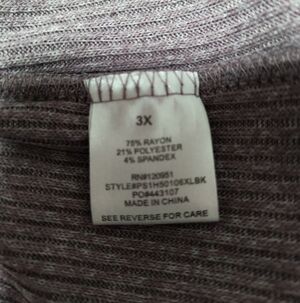 3X
75% RAYON
21% POLYESTER
4% SPANDEX
RN#120951
STYLE#PS1H50106XLBK
PO#443107
MADE IN CHINA
SEE REVERSE FOR CARE